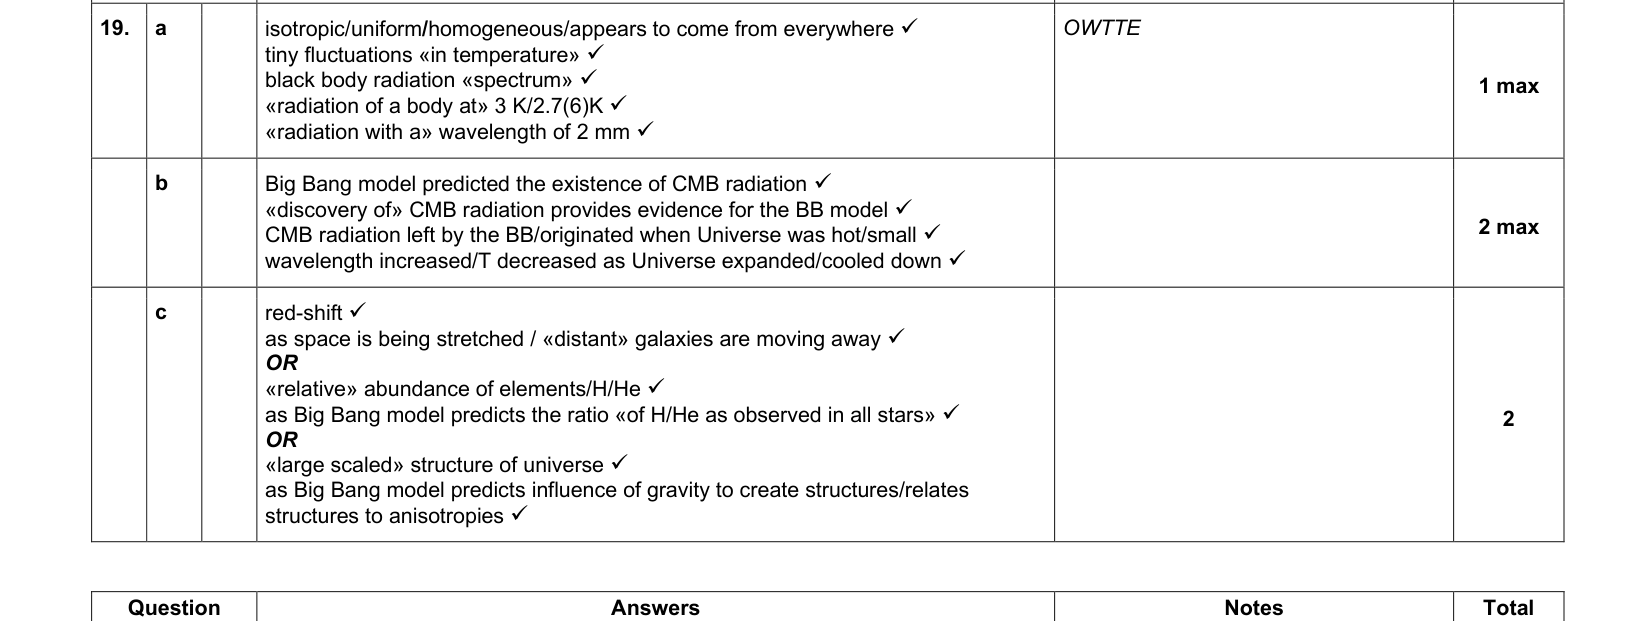 19. a isotropic/uniform/homogeneous/appears to come from everywhere ✓ OWTTE
tiny fluctuations «in temperature» ✓
black body radiation «spectrum» ✓
1 max
«radiation of a body at» 3 K/2.7(6)K ✓
«radiation with a» wavelength of 2 mm ✓
b Big Bang model predicted the existence of CMB radiation ✓
«discovery of» CMB radiation provides evidence for the BB model ✓
2 max
CMB radiation left by the BB/originated when Universe was hot/small ✓
wavelength increased/T decreased as Universe expanded/cooled down ✓
c red-shift ✓
as space is being stretched / «distant» galaxies are moving away ✓
OR
«relative» abundance of elements/H/He ✓
as Big Bang model predicts the ratio «of H/He as observed in all stars» ✓
2
OR
«large scaled» structure of universe ✓
as Big Bang model predicts influence of gravity to create structures/relates
structures to anisotropies ✓
Question Answers Notes Total